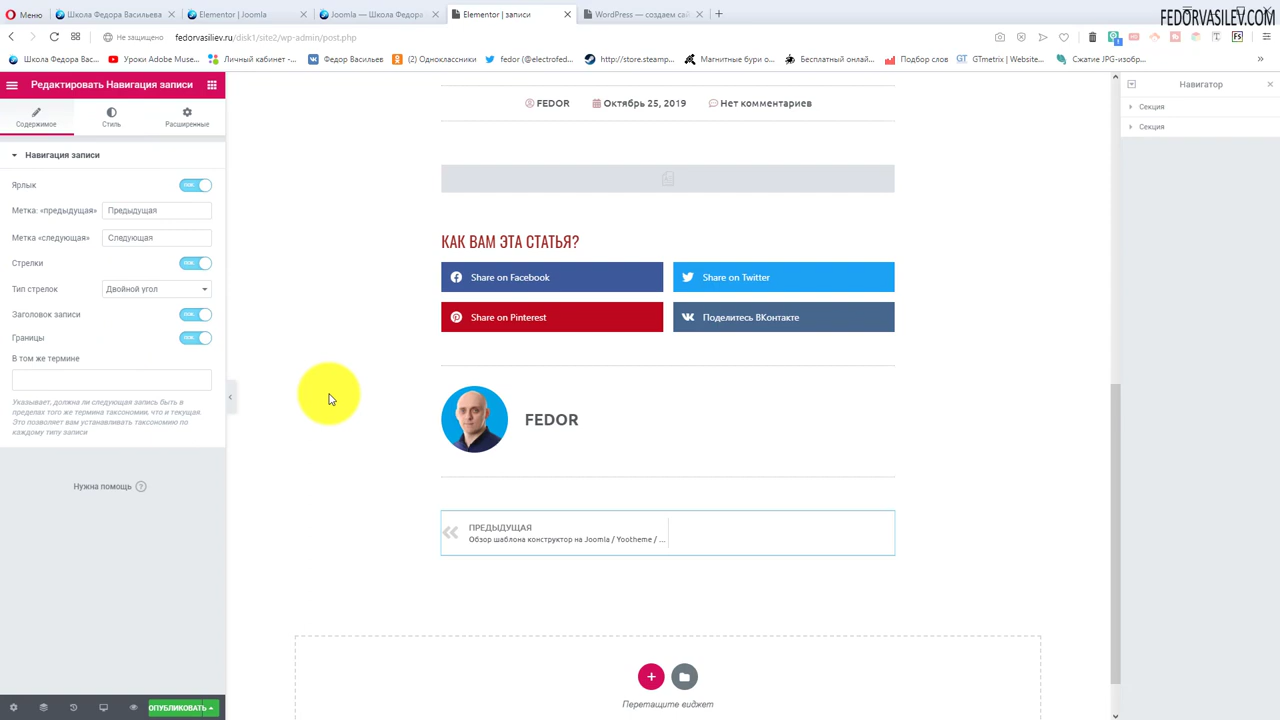 FEDORVASILEV.COM
Меню
Школа Федора Васильева
Elementor | Joomla
Joomla — Школа Федора
Elementor | записи
WordPress — создаем сай
Не защищено
fedorvasiliev.ru/disk1/site2/wp-admin/post.php
Школа Федора Вас...
Уроки Adobe Muse...
Личный кабинет -...
Федор Васильев
(2) Одноклассники
fedor (@electrofed...
http://store.steamp...
Магнитные бури о...
Бесплатный онлай...
Подбор слов
GTmetrix | Website...
Сжатие JPG-изобр...
Редактировать Навигация записи
Содержимое
Стиль
Расширенные
Навигация записи
Ярлык
ПОК.
Метка: «предыдущая»
Предыдущая
Метка «следующая»
Следующая
Стрелки
ПОК.
Тип стрелок
Двойной угол
Заголовок записи
ПОК.
Границы
ПОК.
В том же термине
Указывает, должна ли следующая запись быть в
пределах того же термина таксономии, что и текущая.
Это позволяет вам устанавливать таксономию по
каждому типу записи
Нужна помощь
ОПУБЛИКОВАТЬ
FEDOR
Октябрь 25, 2019
Нет комментариев
КАК ВАМ ЭТА СТАТЬЯ?
Share on Facebook
Share on Twitter
Share on Pinterest
Поделитесь ВКонтакте
FEDOR
ПРЕДЫДУЩАЯ
Обзор шаблона конструктор на Joomla / Yootheme / ...
Перетащите виджет
Навигатор
Секция
Секция